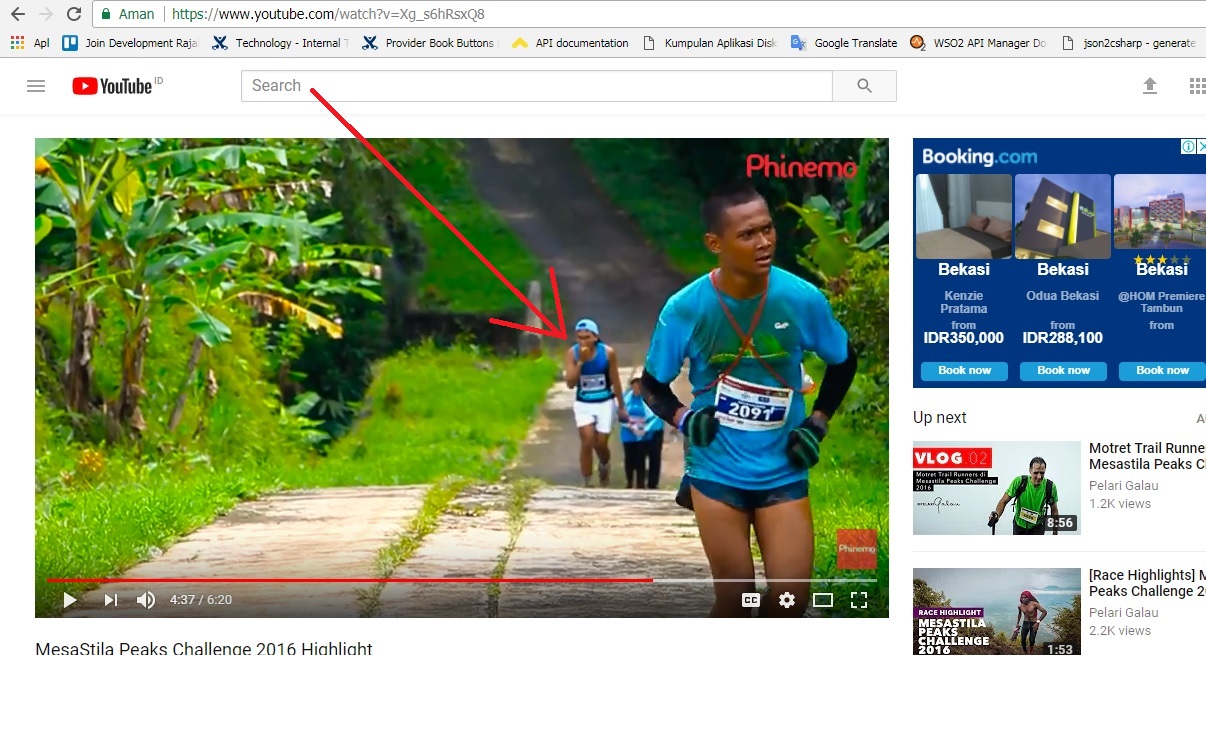 Aman
https://www.youtube.com/watch?v=Xg_s6hRsxQ8
Apl
Join Development Raja
Technology - Internal T
Provider Book Buttons
API documentation
Kumpulan Aplikasi Disk
Google Translate
WSO2 API Manager Do
json2csharp - generate
YouTube ID
Search
Phinemo
2091
Phinemo
4:37 / 6:20
CC
MesaStila Peaks Challenge 2016 Highlight
Booking.com
Bekasi
Kenzie
Pratama
from
IDR350,000
Book now
Bekasi
Odua Bekasi
from
IDR288,100
Book now
Bekasi
@HOM Premiere
Tambun
from
Book now
Up next
VLOG 02
Motret Trail Runners di
Mesastila Peaks Challenge
2016
8:56
Motret Trail Runne
Mesastila Peaks C
Pelari Galau
1.2K views
RACE HIGHLIGHT
MESASTILA
PEAKS
CHALLENGE
2016
1:53
[Race Highlights] M
Peaks Challenge 20
Pelari Galau
2.2K views